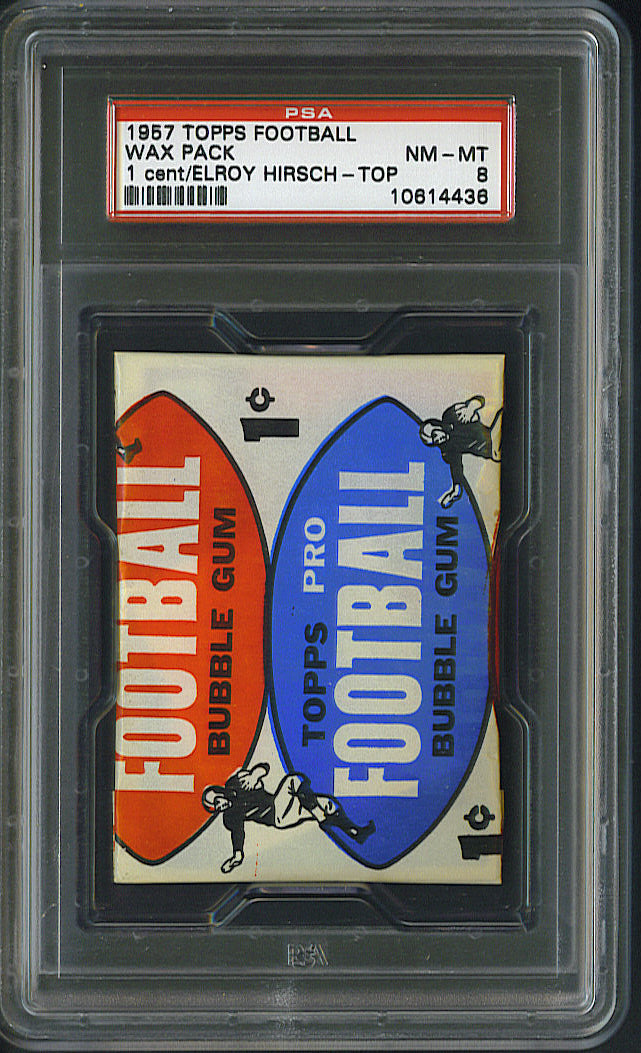 PSA
1957 TOPPS FOOTBALL
WAX PACK NM-MT
1 cent/ELROY HIRSCH-TOP 8
10614436
1¢
FOOTBALL
BUBBLE GUM
TOPPS PRO
FOOTBALL
BUBBLE GUM
1¢
PSA